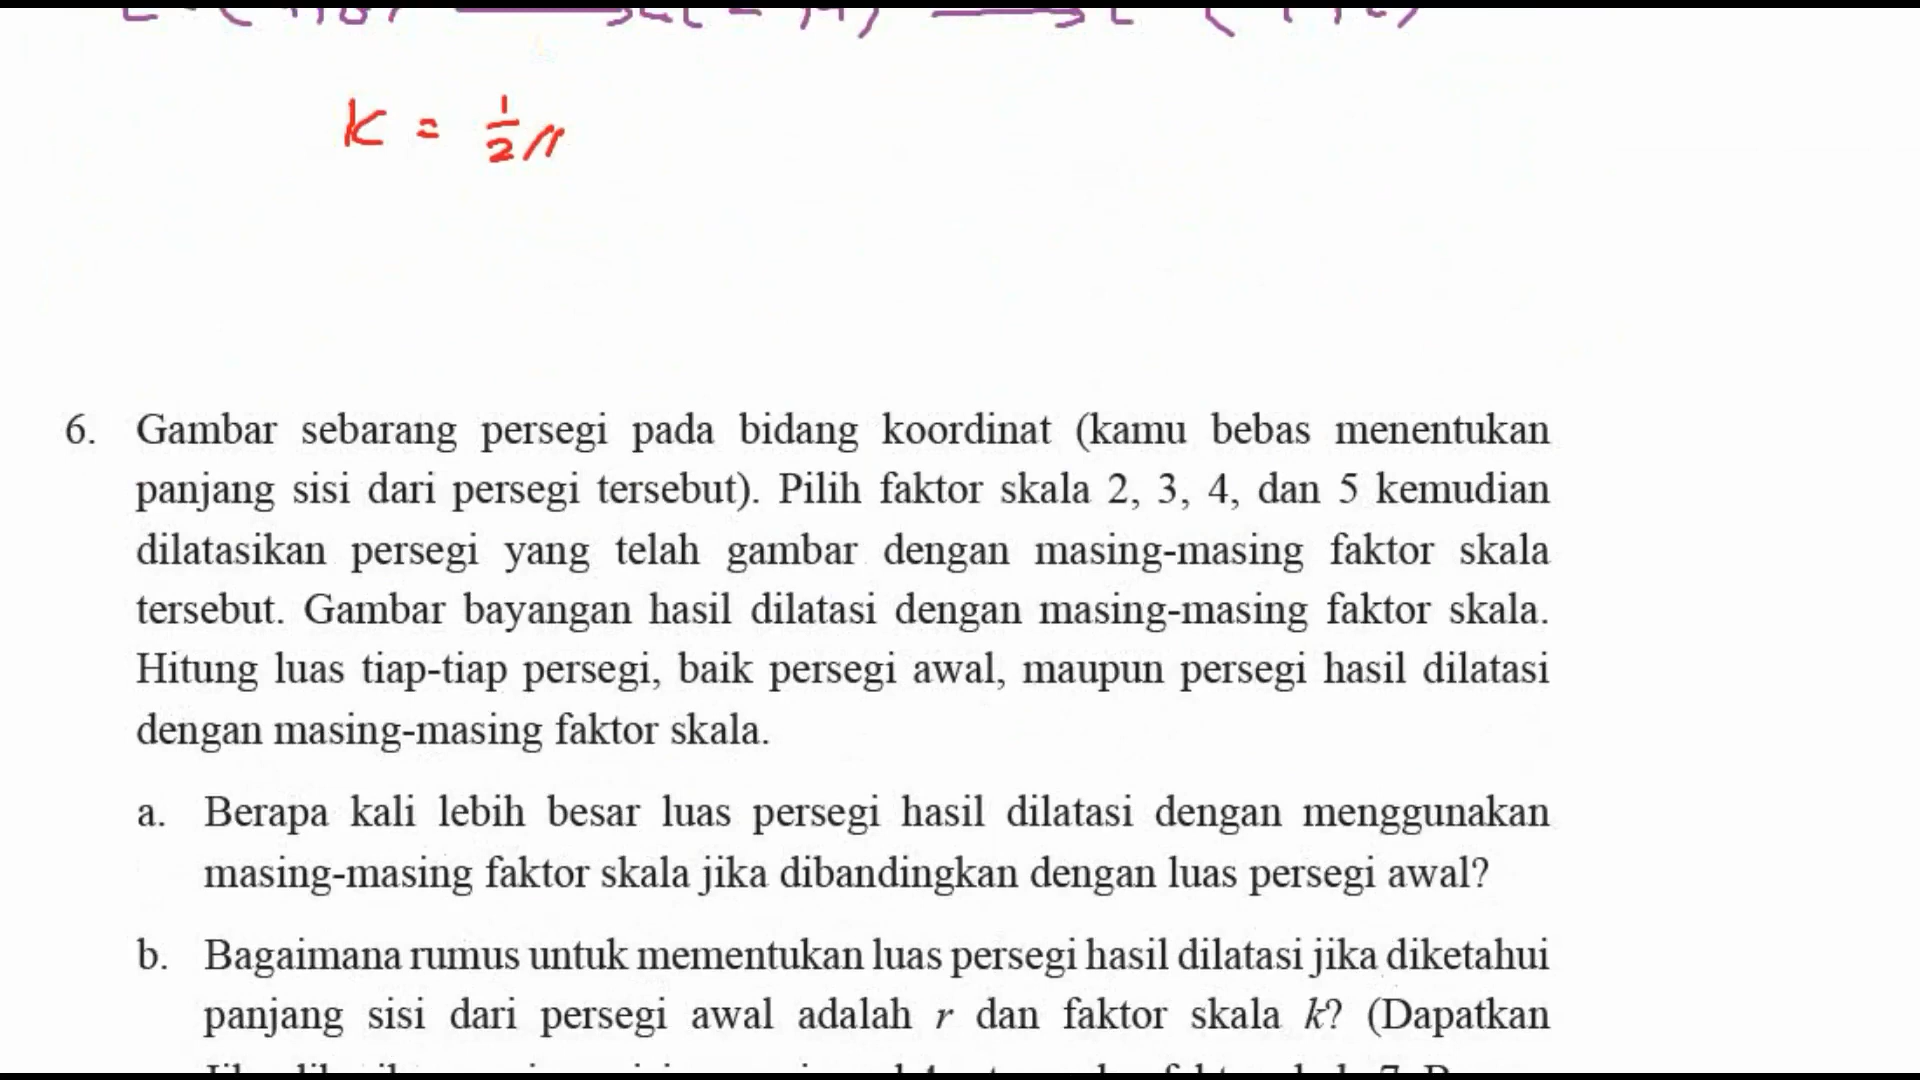 k = 1/2 //
6. Gambar sebarang persegi pada bidang koordinat (kamu bebas menentukan
panjang sisi dari persegi tersebut). Pilih faktor skala 2, 3, 4, dan 5 kemudian
dilatasikan persegi yang telah gambar dengan masing-masing faktor skala
tersebut. Gambar bayangan hasil dilatasi dengan masing-masing faktor skala.
Hitung luas tiap-tiap persegi, baik persegi awal, maupun persegi hasil dilatasi
dengan masing-masing faktor skala.
a. Berapa kali lebih besar luas persegi hasil dilatasi dengan menggunakan
masing-masing faktor skala jika dibandingkan dengan luas persegi awal?
b. Bagaimana rumus untuk mementukan luas persegi hasil dilatasi jika diketahui
panjang sisi dari persegi awal adalah r dan faktor skala k? (Dapatkan